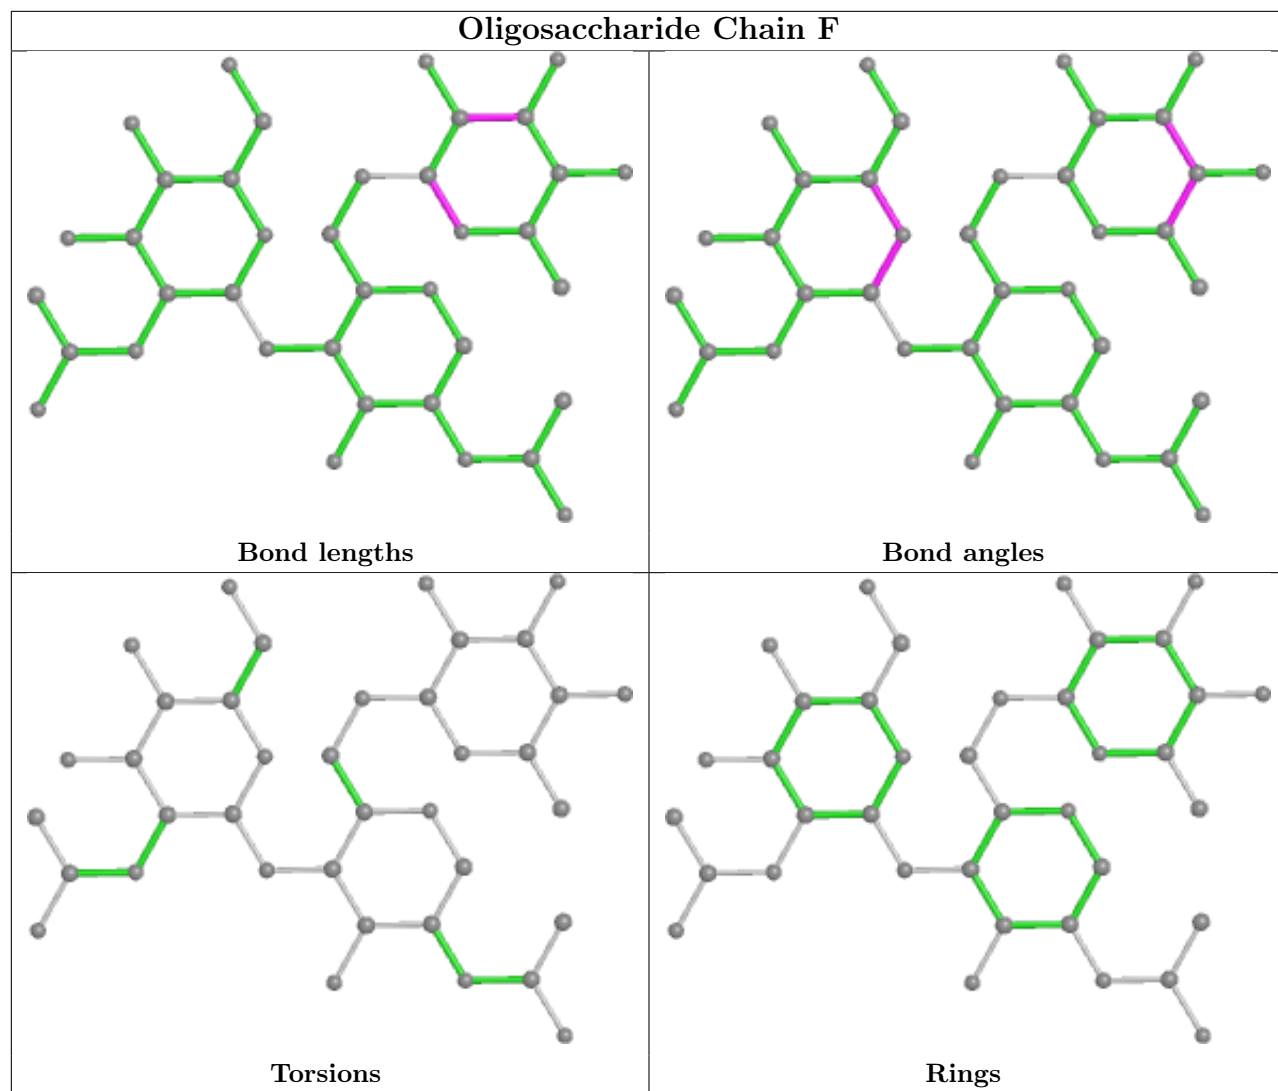 Oligosaccharide Chain F
Bond lengths
Bond angles
Torsions
Rings